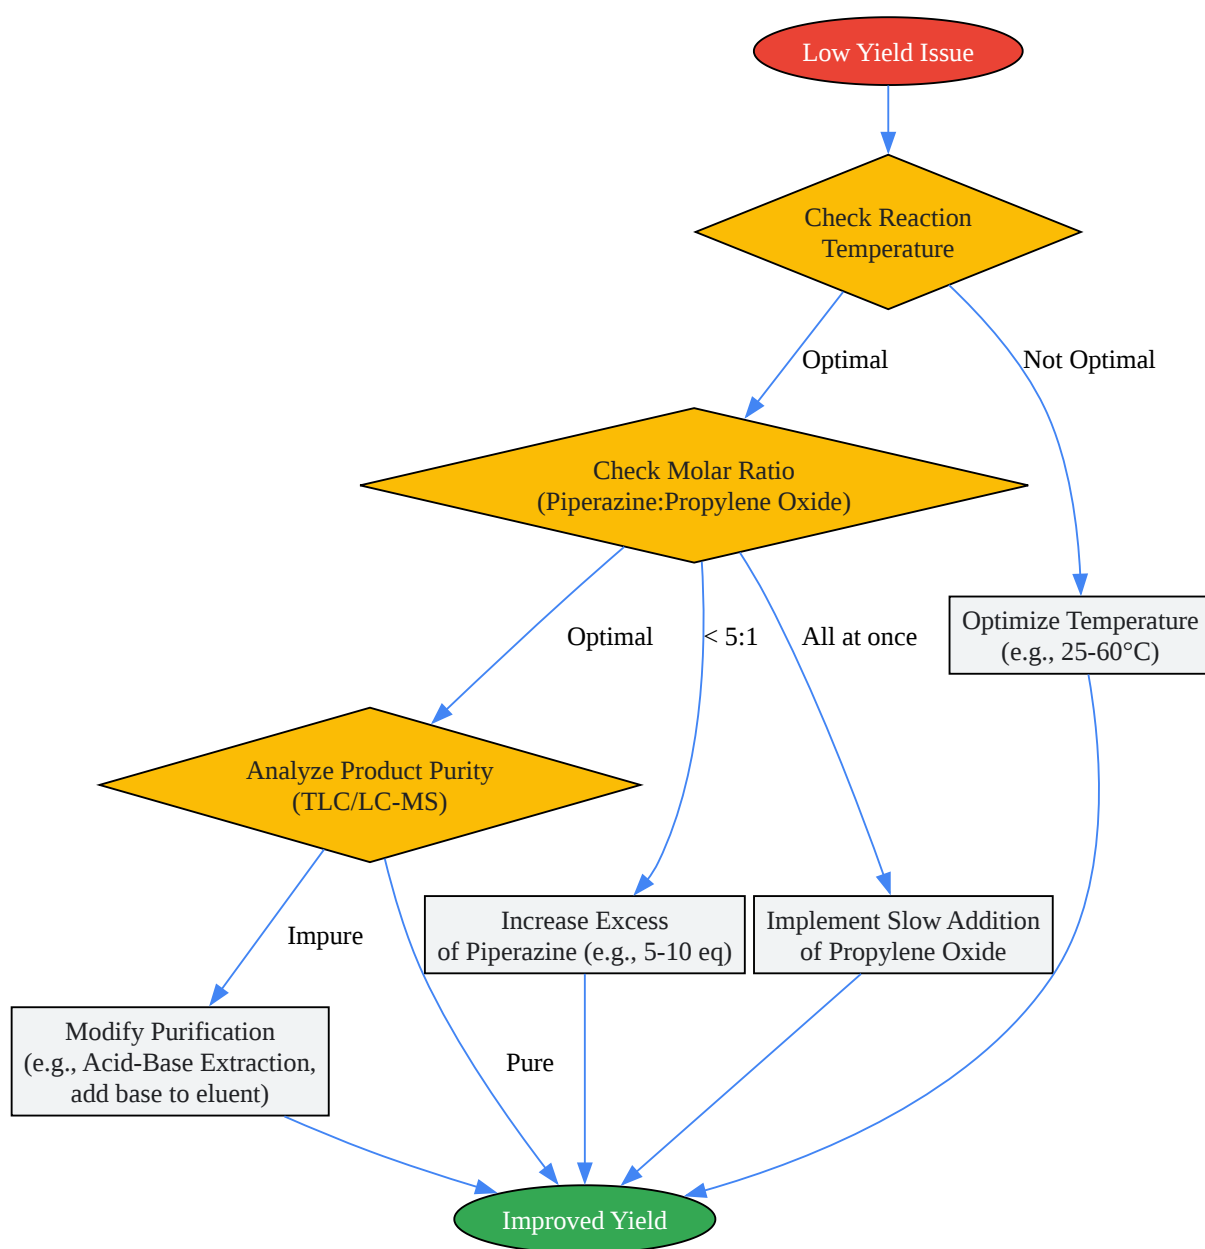 Low Yield Issue
Check Reaction
Temperature
Optimal
Not Optimal
Check Molar Ratio
(Piperazine:Propylene Oxide)
Optimal
< 5:1
All at once
Optimize Temperature
(e.g., 25-60°C)
Analyze Product Purity
(TLC/LC-MS)
Impure
Increase Excess
of Piperazine (e.g., 5-10 eq)
Implement Slow Addition
of Propylene Oxide
Modify Purification
(e.g., Acid-Base Extraction,
add base to eluent)
Pure
Improved Yield